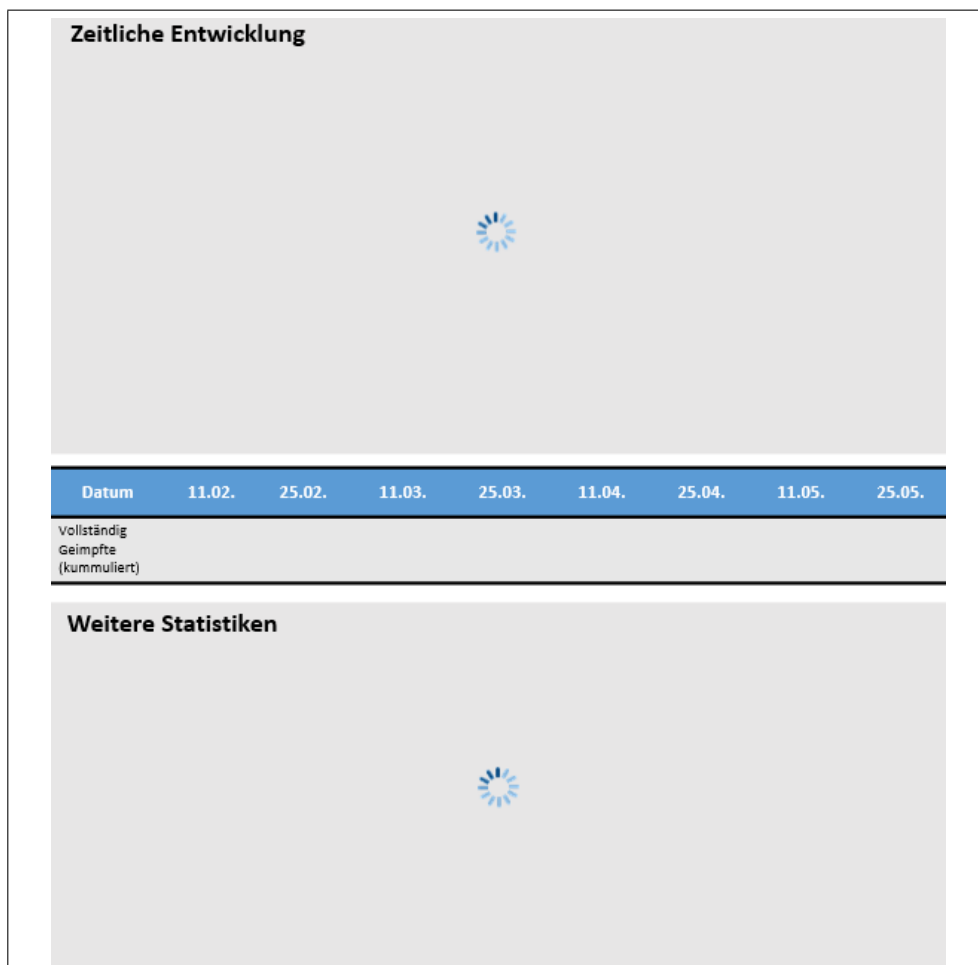 Zeitliche Entwicklung
Datum 11.02. 25.02. 11.03. 25.03. 11.04. 25.04. 11.05. 25.05.
Vollständig
Geimpfte
(kummuliert)
Weitere Statistiken